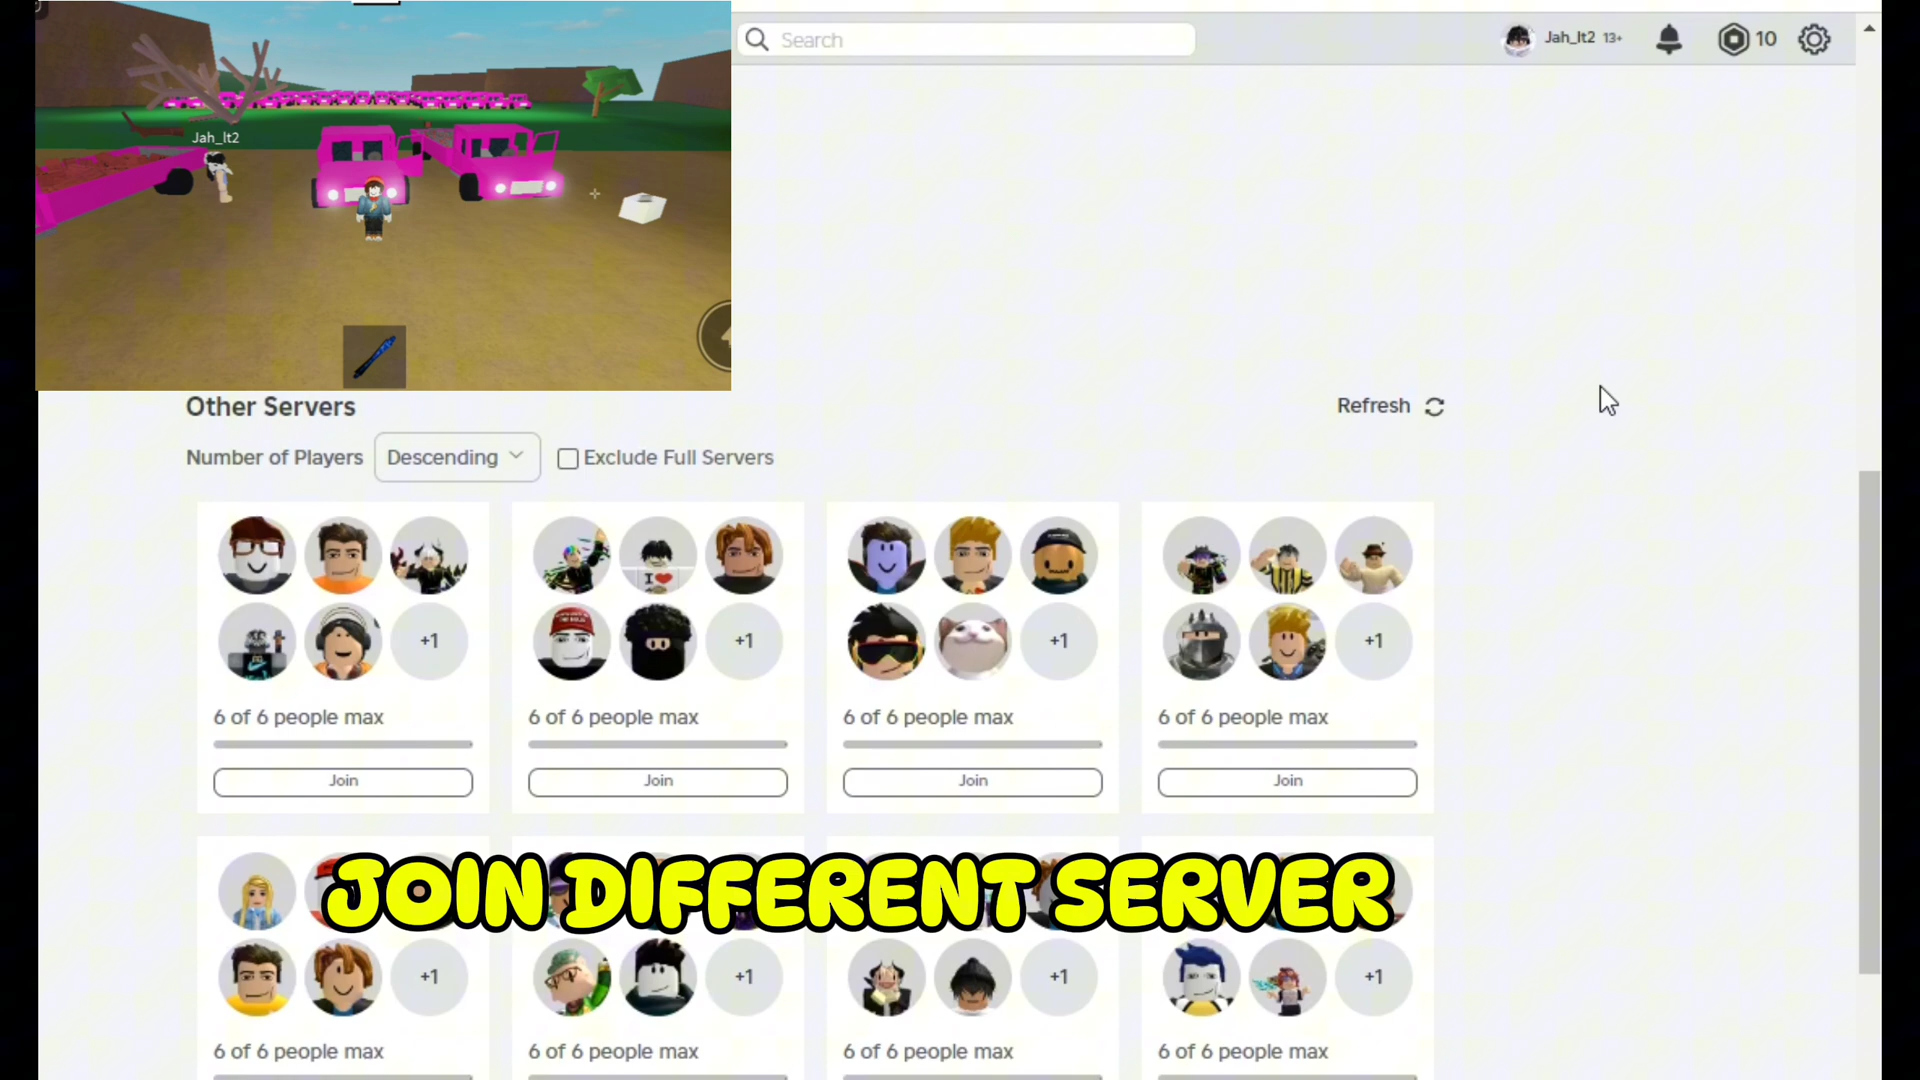 Search
Jah_lt2 13+
10
Jah_lt2
Other Servers
Refresh
Number of Players Descending Exclude Full Servers
I ❤
+1 +1 +1 +1
6 of 6 people max 6 of 6 people max 6 of 6 people max 6 of 6 people max
Join Join Join Join
JOIN DIFFERENT SERVER
+1 +1 +1 +1
6 of 6 people max 6 of 6 people max 6 of 6 people max 6 of 6 people max